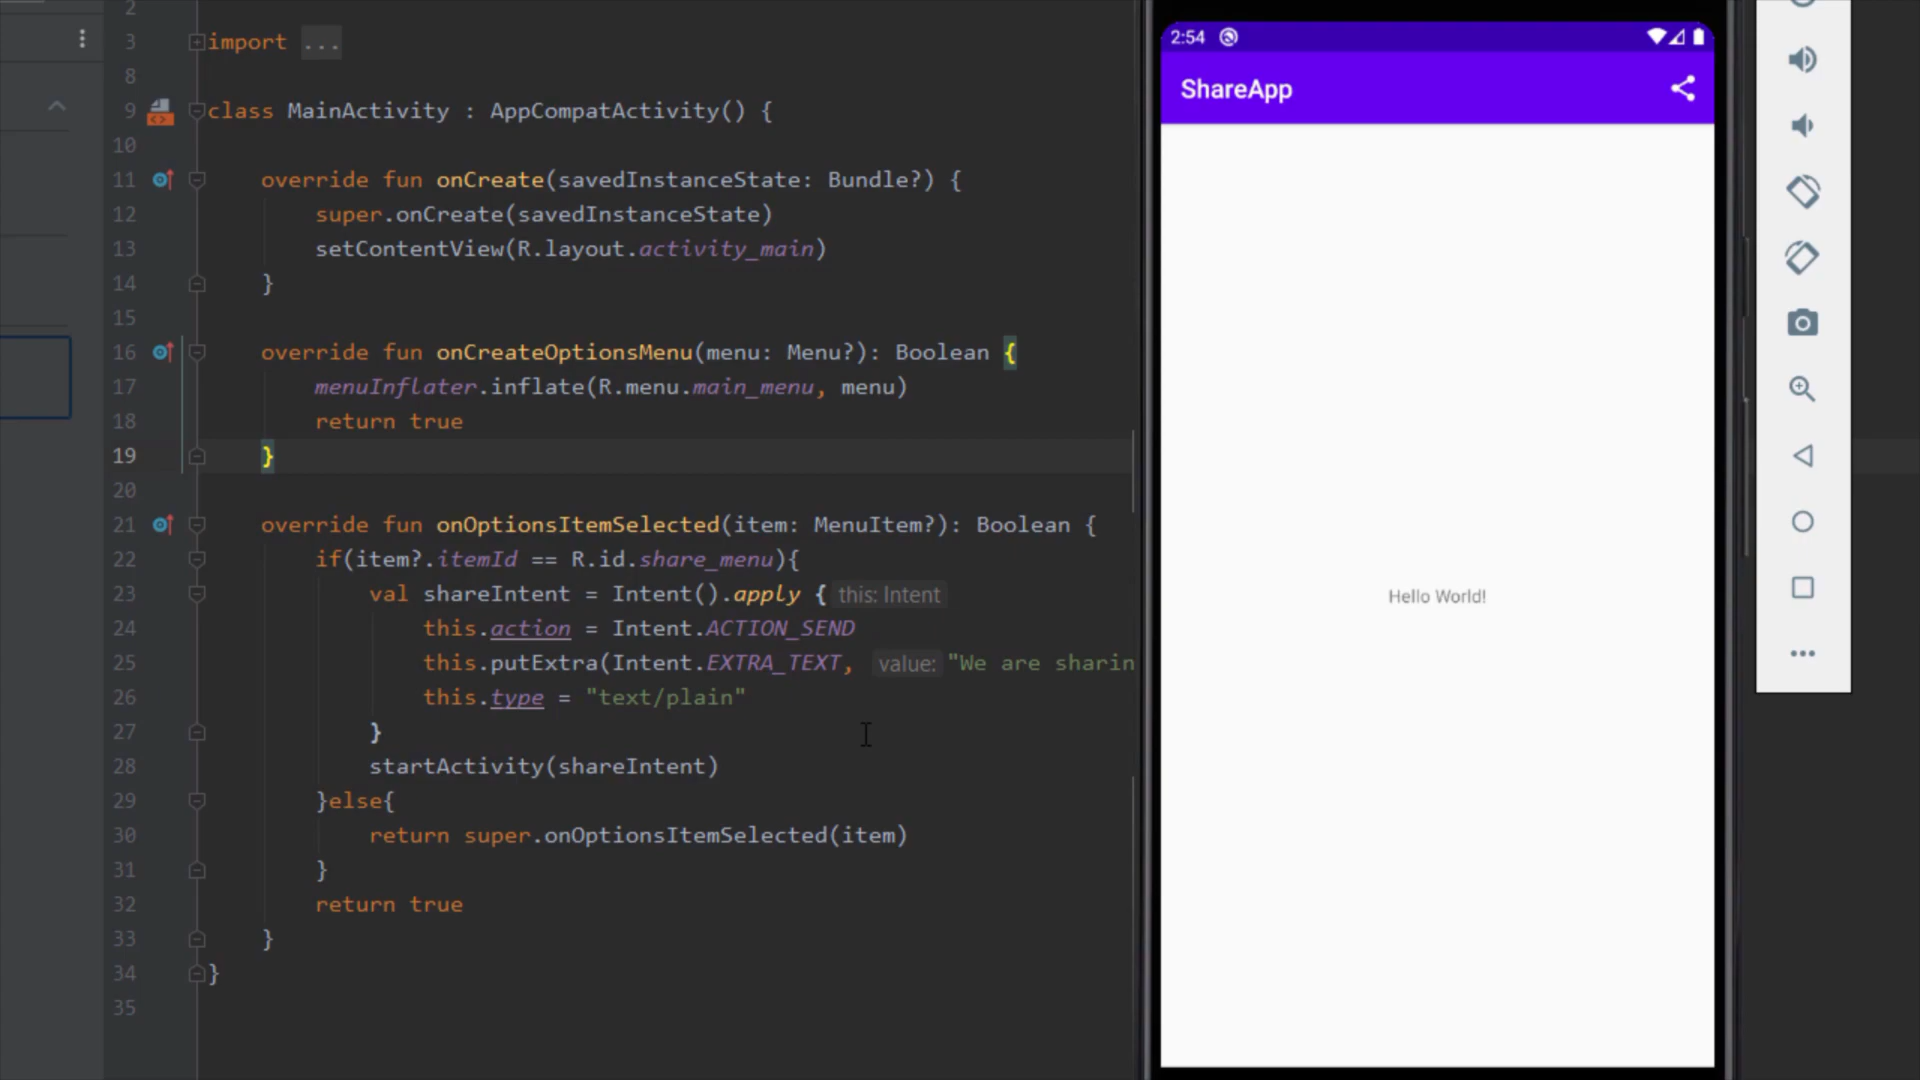 2
3 import ...
8
9 class MainActivity : AppCompatActivity() {
10
11 override fun onCreate(savedInstanceState: Bundle?) {
12 super.onCreate(savedInstanceState)
13 setContentView(R.layout.activity_main)
14 }
15
16 override fun onCreateOptionsMenu(menu: Menu?): Boolean {
17 menuInflater.inflate(R.menu.main_menu, menu)
18 return true
19 }
20
21 override fun onOptionsItemSelected(item: MenuItem?): Boolean {
22 if(item?.itemId == R.id.share_menu){
23 val shareIntent = Intent().apply { this: Intent
24 this.action = Intent.ACTION_SEND
25 this.putExtra(Intent.EXTRA_TEXT, value: "We are sharin
26 this.type = "text/plain"
27 }
28 startActivity(shareIntent)
29 }else{
30 return super.onOptionsItemSelected(item)
31 }
32 return true
33 }
34 }
35
2:54
ShareApp
Hello World!